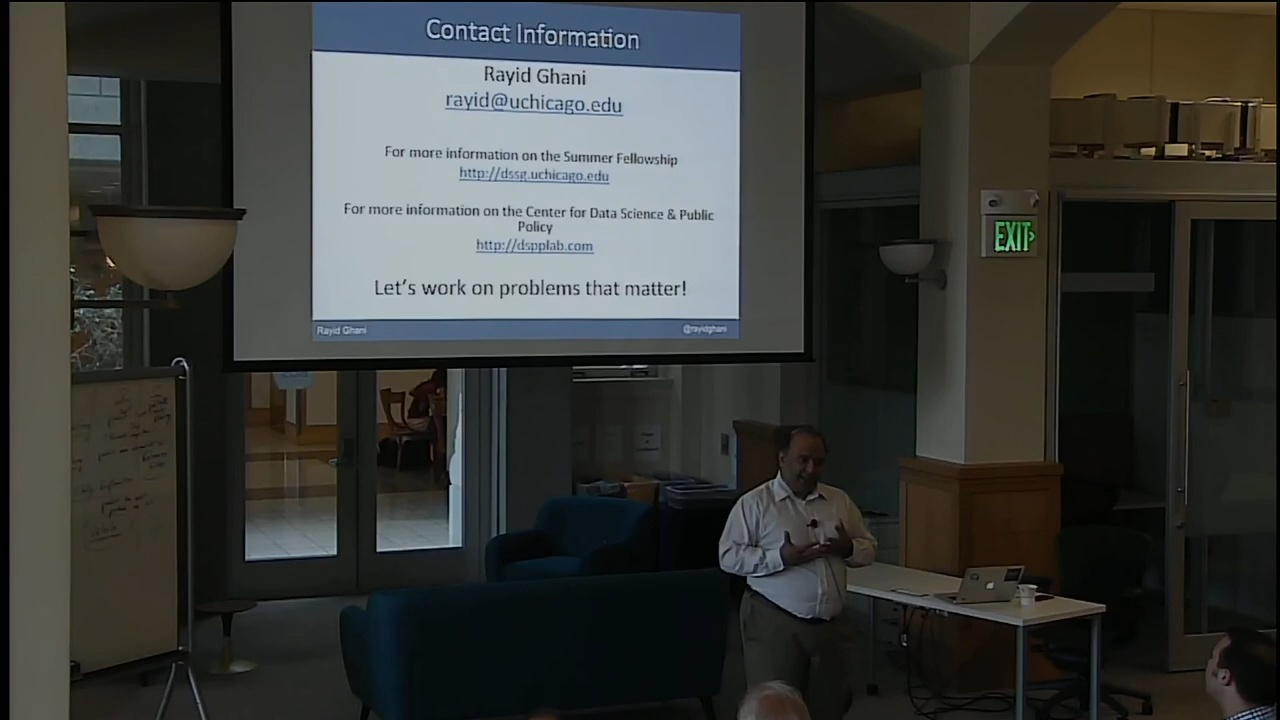 Contact Information
Rayid Ghani
rayid@uchicago.edu
For more information on the Summer Fellowship
http://dssg.uchicago.edu
For more information on the Center for Data Science & Public
Policy
http://dspplab.com
Let's work on problems that matter!
Rayid Ghani
@rayidghani
EXIT